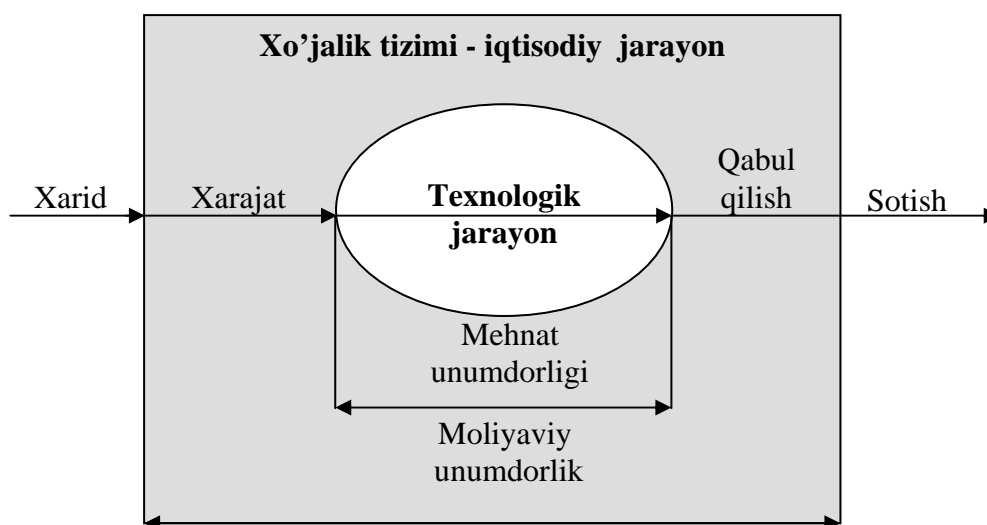 Xo’jalik tizimi - iqtisodiy jarayon
Xarid
Xarajat
Texnologik
jarayon
Qabul
qilish
Sotish
Mehnat
unumdorligi
Moliyaviy
unumdorlik